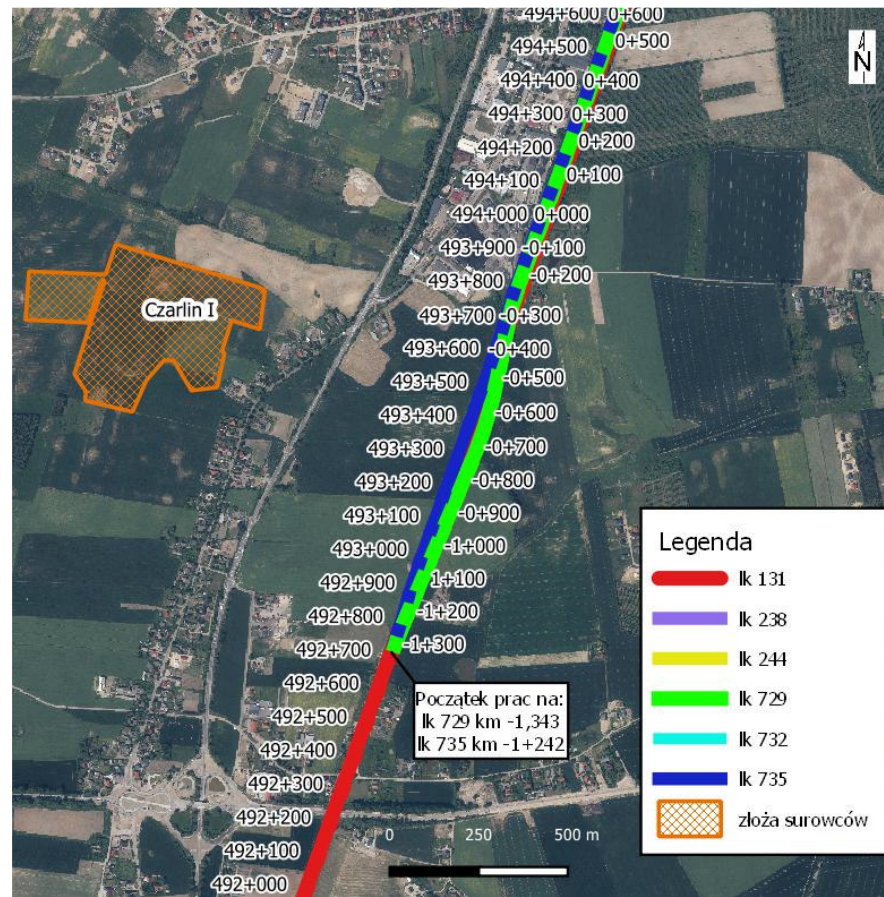 494+600 0+600
494+500 0+500
494+400 0+400
494+300 0+300
494+200 0+200
494+100 0+100
494+000 0+000
493+900 -0+100
493+800 -0+200
493+700 -0+300
493+600 -0+400
493+500 -0+500
493+400 -0+600
493+300 -0+700
493+200 -0+800
493+100 -0+900
493+000 -1+000
492+900 1+100
492+800 -1+200
492+700 -1+300
492+600
492+500
492+400
492+300
492+200
492+100
492+000
N
Czarlin I
Początek prac na:
lk 729 km -1,343
lk 735 km -1+242
0 250 500 m
Legenda
lk 131
lk 238
lk 244
lk 729
lk 732
lk 735
złoża surowców